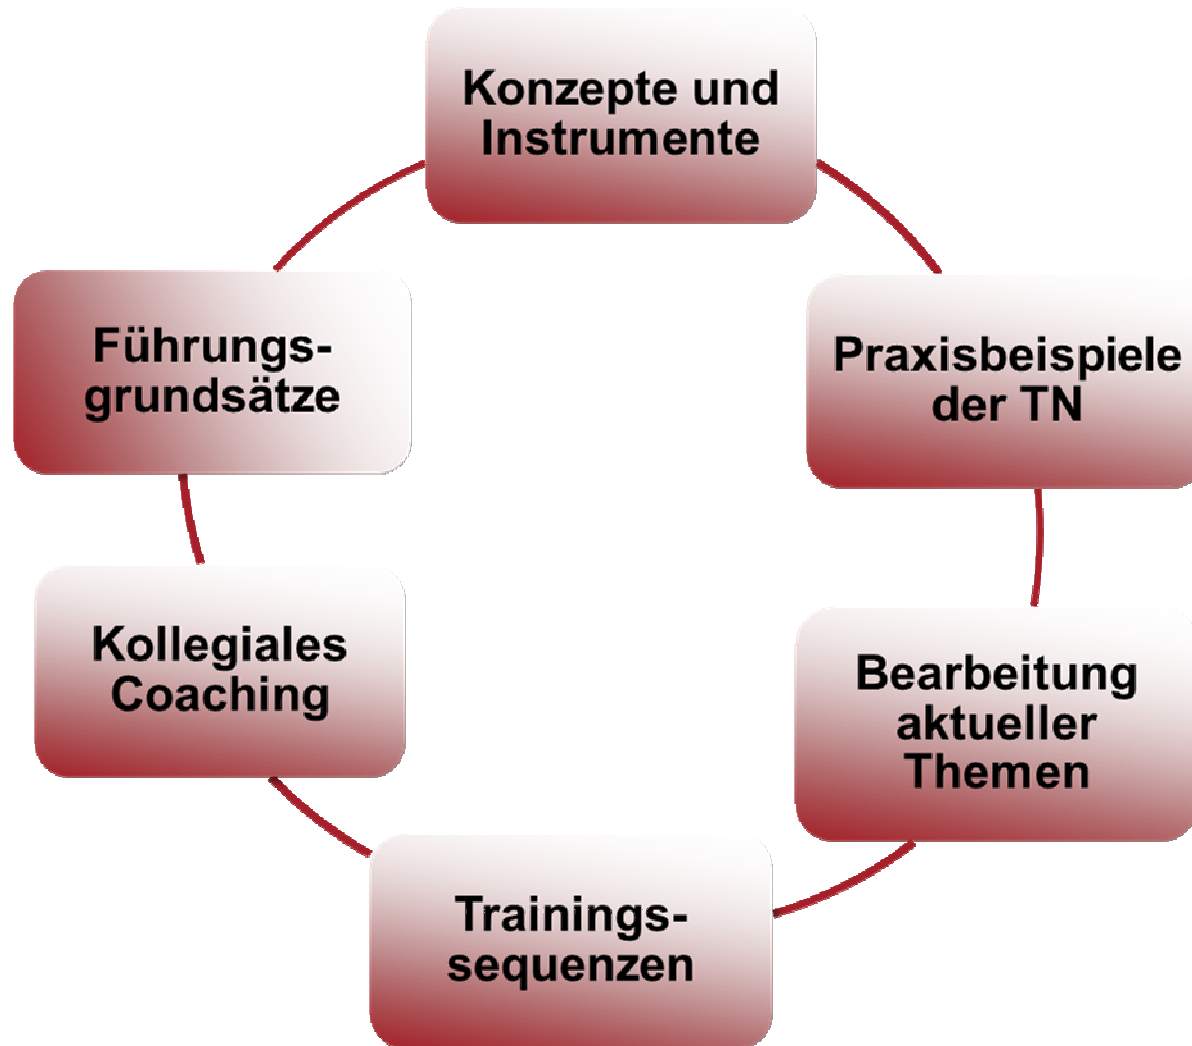 Konzepte und
Instrumente
Praxisbeispiele
der TN
Bearbeitung
aktueller
Themen
Trainings-
sequenzen
Kollegiales
Coaching
Führungs-
grundsätze